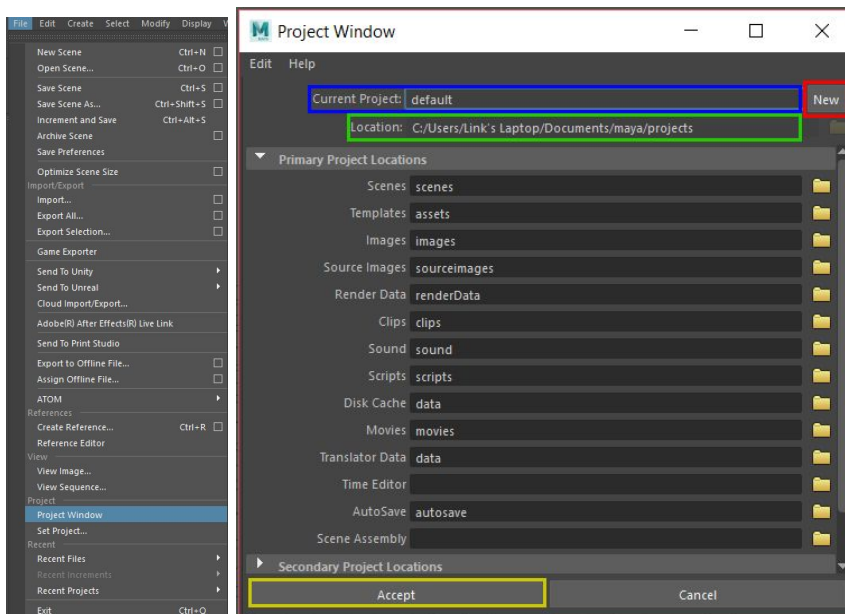 File Edit Create Select Modify Display
New Scene Ctrl+N
Open Scene... Ctrl+O
Save Scene Ctrl+S
Save Scene As... Ctrl+Shift+S
Increment and Save Ctrl+Alt+S
Archive Scene
Save Preferences
Optimize Scene Size
Import/Export
Import...
Export All...
Export Selection...
Game Exporter
Send To Unity
Send To Unreal
Cloud Import/Export...
Adobe(R) After Effects(R) Live Link
Send To Print Studio
Export to Offline File...
Assign Offline File...
ATOM
References
Create Reference... Ctrl+R
Reference Editor
View
View Image...
View Sequence...
Project
Project Window
Set Project...
Recent
Recent Files
Recent Increments
Recent Projects
Exit Ctrl+Q
M Project Window
Edit Help
Current Project: default New
Location: C:/Users/Link's Laptop/Documents/maya/projects
Primary Project Locations
Scenes scenes
Templates assets
Images images
Source Images sourceimages
Render Data renderData
Clips clips
Sound sound
Scripts scripts
Disk Cache data
Movies movies
Translator Data data
Time Editor
AutoSave autosave
Scene Assembly
Secondary Project Locations
Accept Cancel